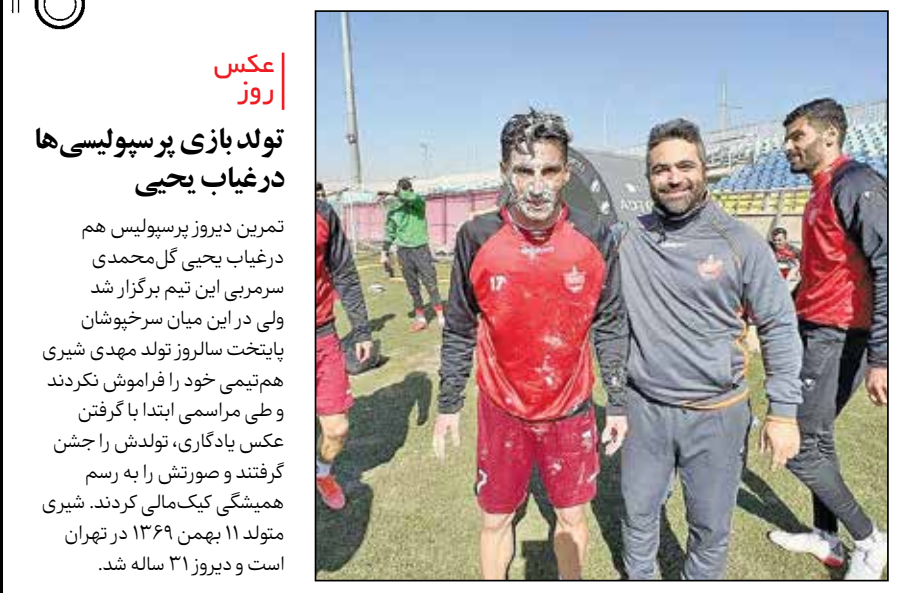 ۱۱
عکس
روز
تولد بازی پرسپولیسی‌ها
درغیاب یحیی
تمرین دیروز پرسپولیس هم
درغیاب یحیی گل‌محمدی
سرمربی این تیم برگزار شد
ولی در این میان سرخپوشان
پایتخت سالروز تولد مهدی شیری
هم‌تیمی خود را فراموش نکردند
و طی مراسمی ابتدا با گرفتن
عکس یادگاری، تولدش را جشن
گرفتند و صورتش را به رسم
همیشگی کیک‌مالی کردند. شیری
متولد ۱۱ بهمن ۱۳۶۹ در تهران
است و دیروز ۳۱ ساله شد.
17